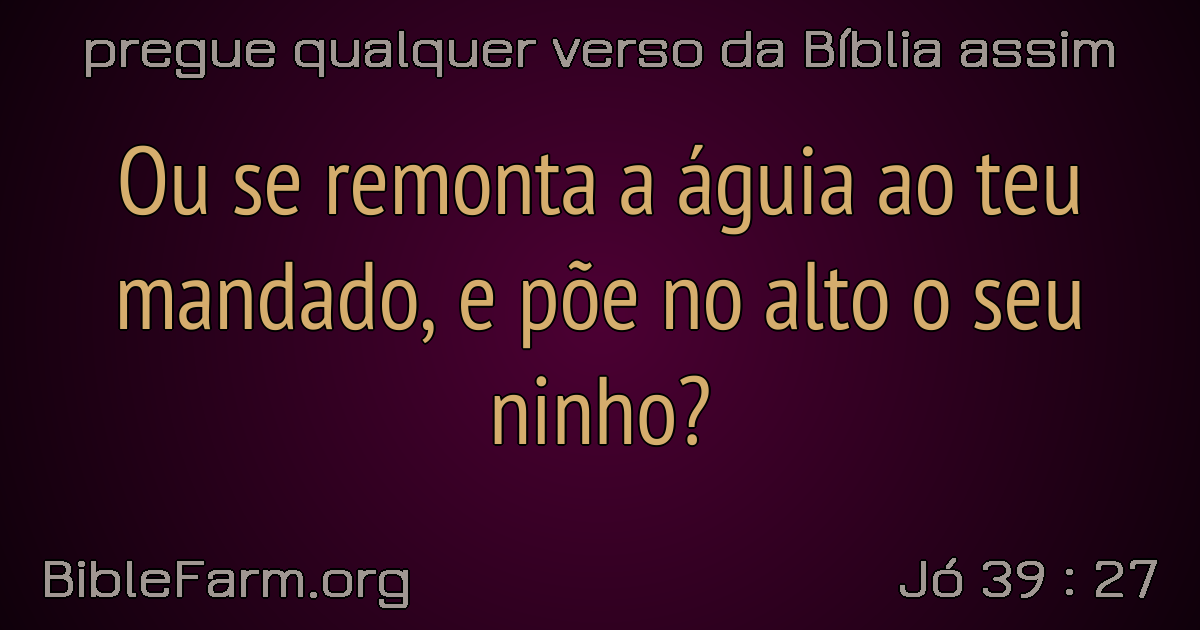 pregue qualquer verso da Bíblia assim
Ou se remonta a águia ao teu
mandado, e põe no alto o seu
ninho?
BibleFarm.org
Jó 39 : 27